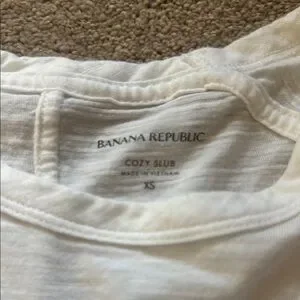 BANANA REPUBLIC
COZY SLUB
MADE IN VIETNAM
XS